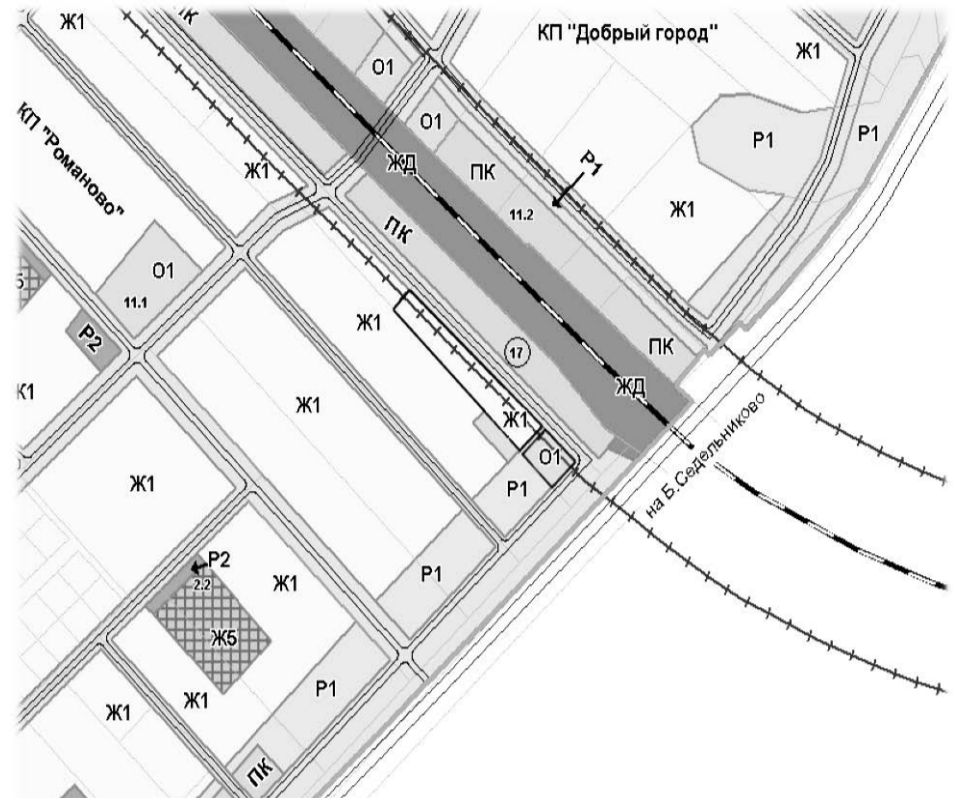 Ж1
ПК
КП "Добрый город"
Ж1
О1
О1
Р1
Р1
КП "Романово"
Ж1
ЖД
ПК
Р1
Ж1
11.2
ПК
О1
11.1
Р2
Ж1
17
ПК
ЖД
Ж1
Ж1
Ж1
О1
Р1
на Б. Седельниково
Ж1
Р2
2.2
Ж1
Р1
Ж5
Ж1
Р1
Ж1
ПК